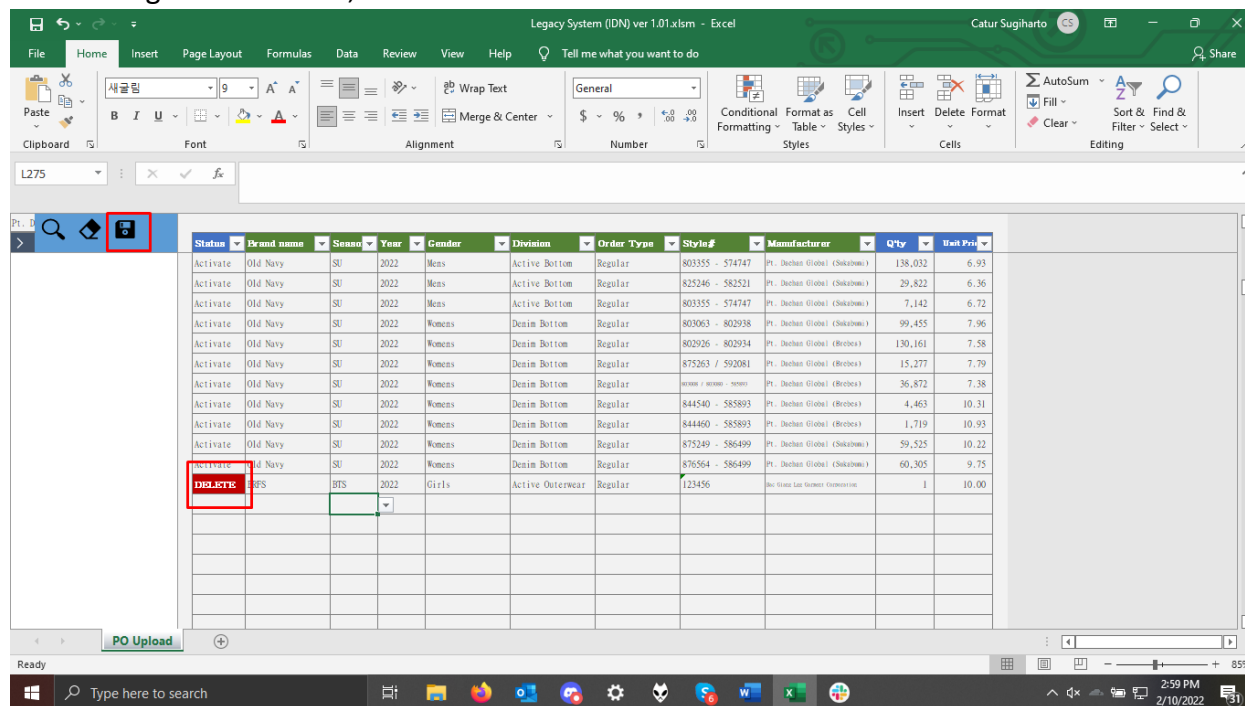 Legacy System (IDN) ver 1.01.xlsm - Excel
Catur Sugiharto CS
File Home Insert Page Layout Formulas Data Review View Help Tell me what you want to do Share
Paste
새굴림 9
Wrap Text
Merge & Center
General
Conditional Formatting
Format as Table
Cell Styles
Insert Delete Format
AutoSum
Fill
Clear
Sort & Filter
Find & Select
Clipboard Font Alignment Number Styles Cells Editing
L275
Status Brand name Seaso Year Gender Division Order Type Style# Manufacturer Q'ty Unit Pri
Activate Old Navy SU 2022 Mens Active Bottom Regular 803355 - 574747 Pt. Dachan Global (Sukabumi) 138,032 6.93
Activate Old Navy SU 2022 Mens Active Bottom Regular 825246 - 582521 Pt. Dachan Global (Sukabumi) 29,822 6.36
Activate Old Navy SU 2022 Mens Active Bottom Regular 803355 - 574747 Pt. Dachan Global (Sukabumi) 7,142 6.72
Activate Old Navy SU 2022 Womens Denim Bottom Regular 803063 - 802938 Pt. Dachan Global (Sukabumi) 99,455 7.96
Activate Old Navy SU 2022 Womens Denim Bottom Regular 802926 - 802934 Pt. Dachan Global (Brebes) 130,161 7.58
Activate Old Navy SU 2022 Womens Denim Bottom Regular 875263 / 592081 Pt. Dachan Global (Brebes) 15,277 7.79
Activate Old Navy SU 2022 Womens Denim Bottom Regular Pt. Dachan Global (Brebes) 36,872 7.38
Activate Old Navy SU 2022 Womens Denim Bottom Regular 844540 - 585893 Pt. Dachan Global (Brebes) 4,463 10.31
Activate Old Navy SU 2022 Womens Denim Bottom Regular 844460 - 585893 Pt. Dachan Global (Brebes) 1,719 10.93
Activate Old Navy SU 2022 Womens Denim Bottom Regular 875249 - 586499 Pt. Dachan Global (Sukabumi) 59,525 10.22
Activate Old Navy SU 2022 Womens Denim Bottom Regular 876564 - 586499 Pt. Dachan Global (Sukabumi) 60,305 9.75
DELETE BTS 2022 Girls Active Outerwear Regular 123456 1 10.00
PO Upload
Ready
Type here to search
2:59 PM
2/10/2022